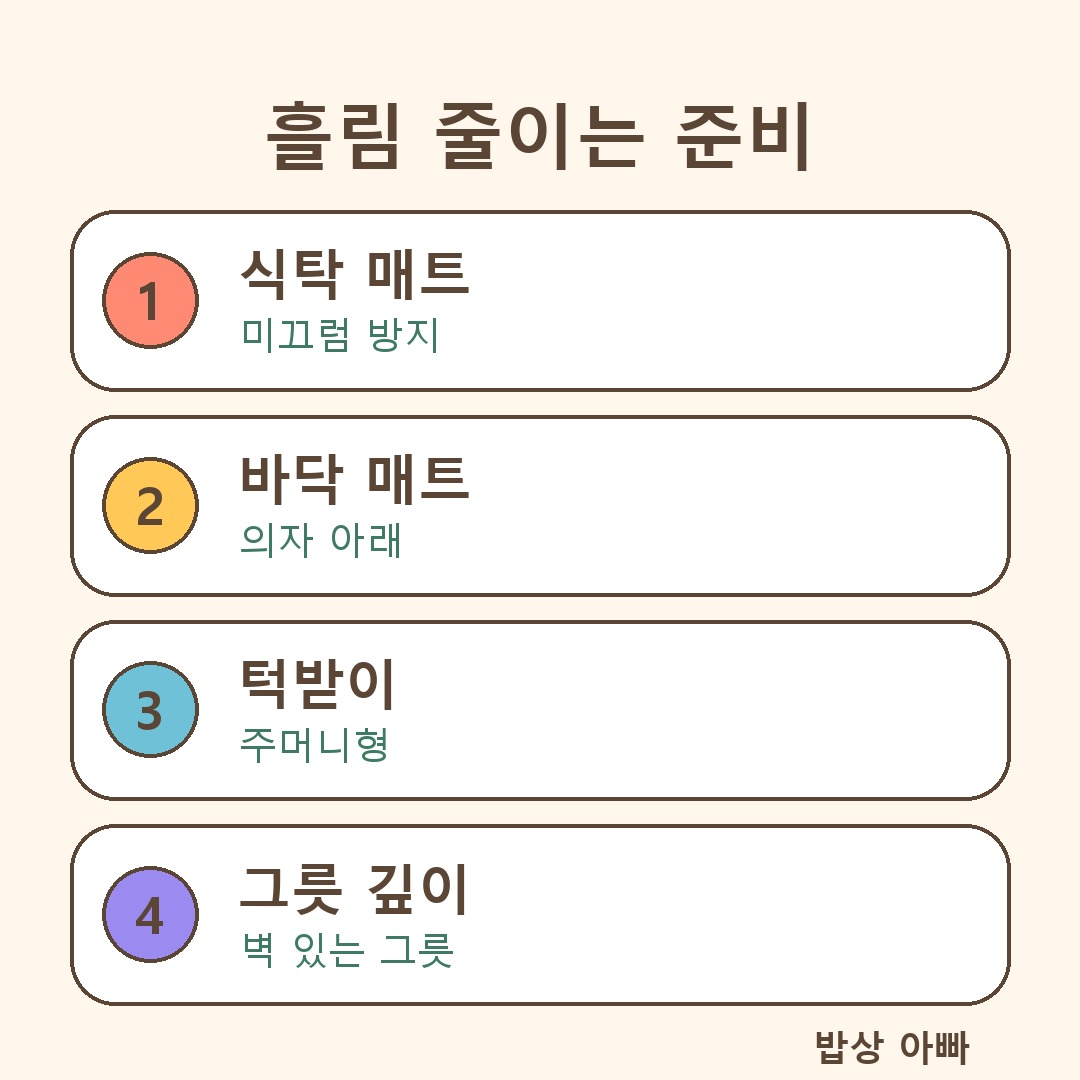 흘림 줄이는 준비
1
식탁 매트
미끄럼 방지
2
바닥 매트
의자 아래
3
턱받이
주머니형
4
그릇 깊이
벽 있는 그릇
밥상 아빠